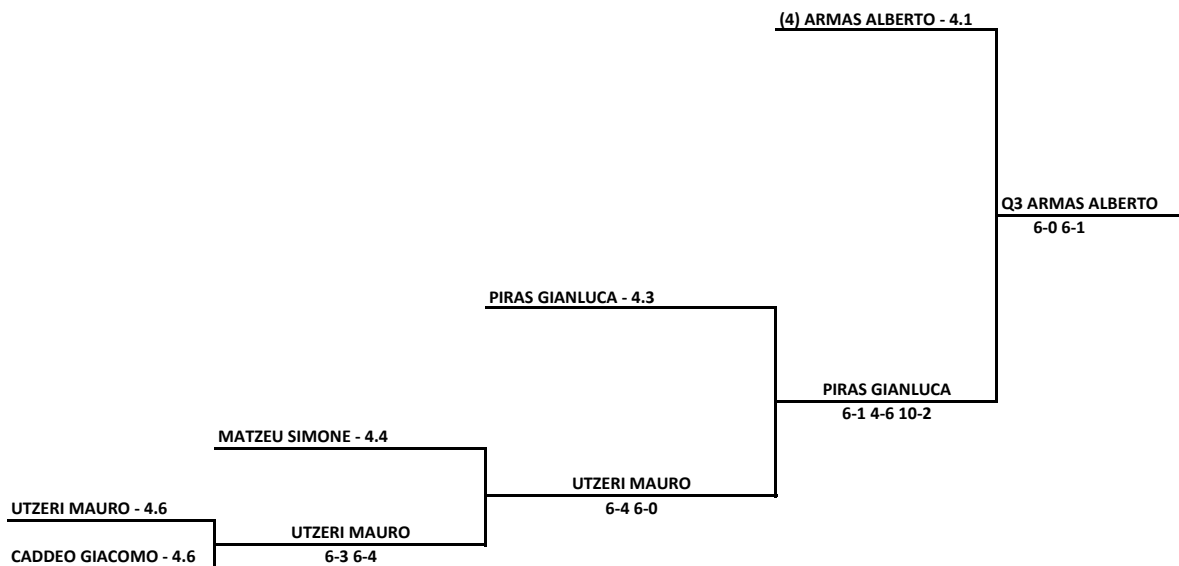 (4) ARMAS ALBERTO - 4.1
Q3 ARMAS ALBERTO
6-0 6-1
PIRAS GIANLUCA - 4.3
PIRAS GIANLUCA
6-1 4-6 10-2
MATZEU SIMONE - 4.4
UTZERI MAURO
6-4 6-0
UTZERI MAURO - 4.6
UTZERI MAURO
6-3 6-4
CADDEO GIACOMO - 4.6